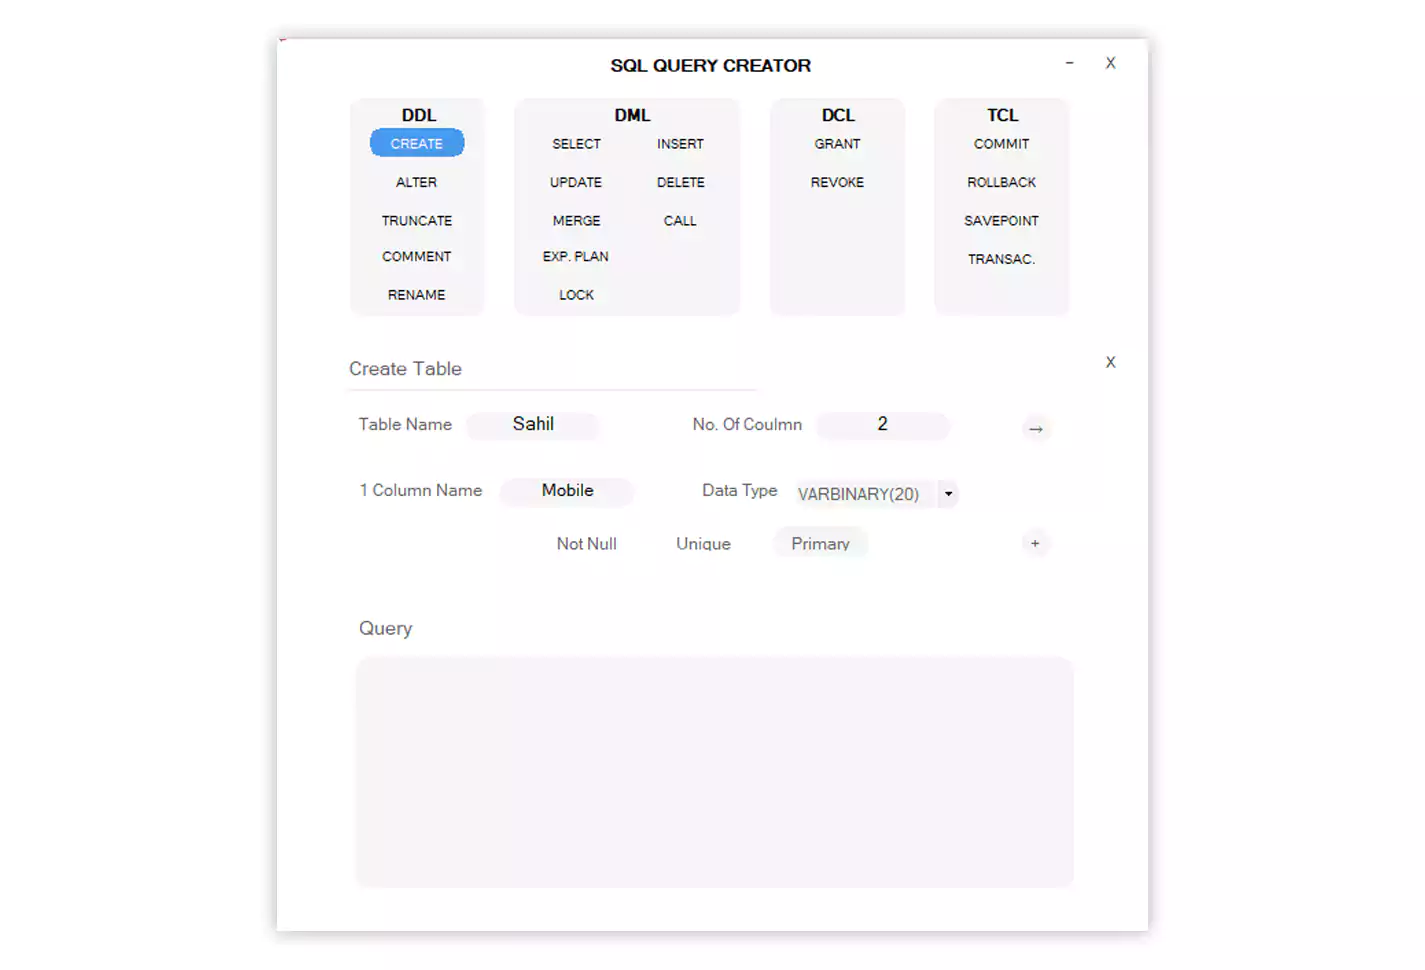 SQL QUERY CREATOR
– X
DDL
CREATE
ALTER
TRUNCATE
COMMENT
RENAME
DML
SELECT INSERT
UPDATE DELETE
MERGE CALL
EXP. PLAN
LOCK
DCL
GRANT
REVOKE
TCL
COMMIT
ROLLBACK
SAVEPOINT
TRANSAC.
Create Table X
Table Name Sahil No. Of Coulmn 2 →
1 Column Name Mobile Data Type VARBINARY(20)
Not Null Unique Primary +
Query